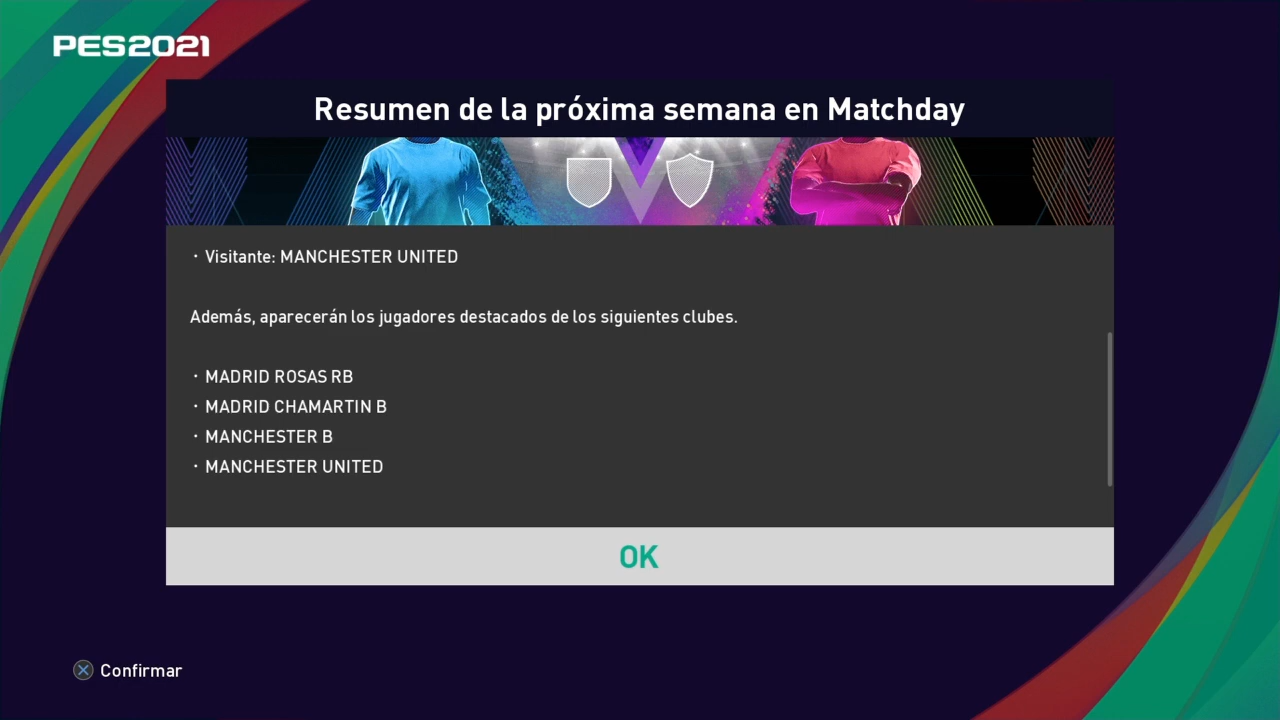 PES2021
Resumen de la próxima semana en Matchday
・Visitante: MANCHESTER UNITED
Además, aparecerán los jugadores destacados de los siguientes clubes.
・MADRID ROSAS RB
・MADRID CHAMARTIN B
・MANCHESTER B
・MANCHESTER UNITED
OK
Confirmar